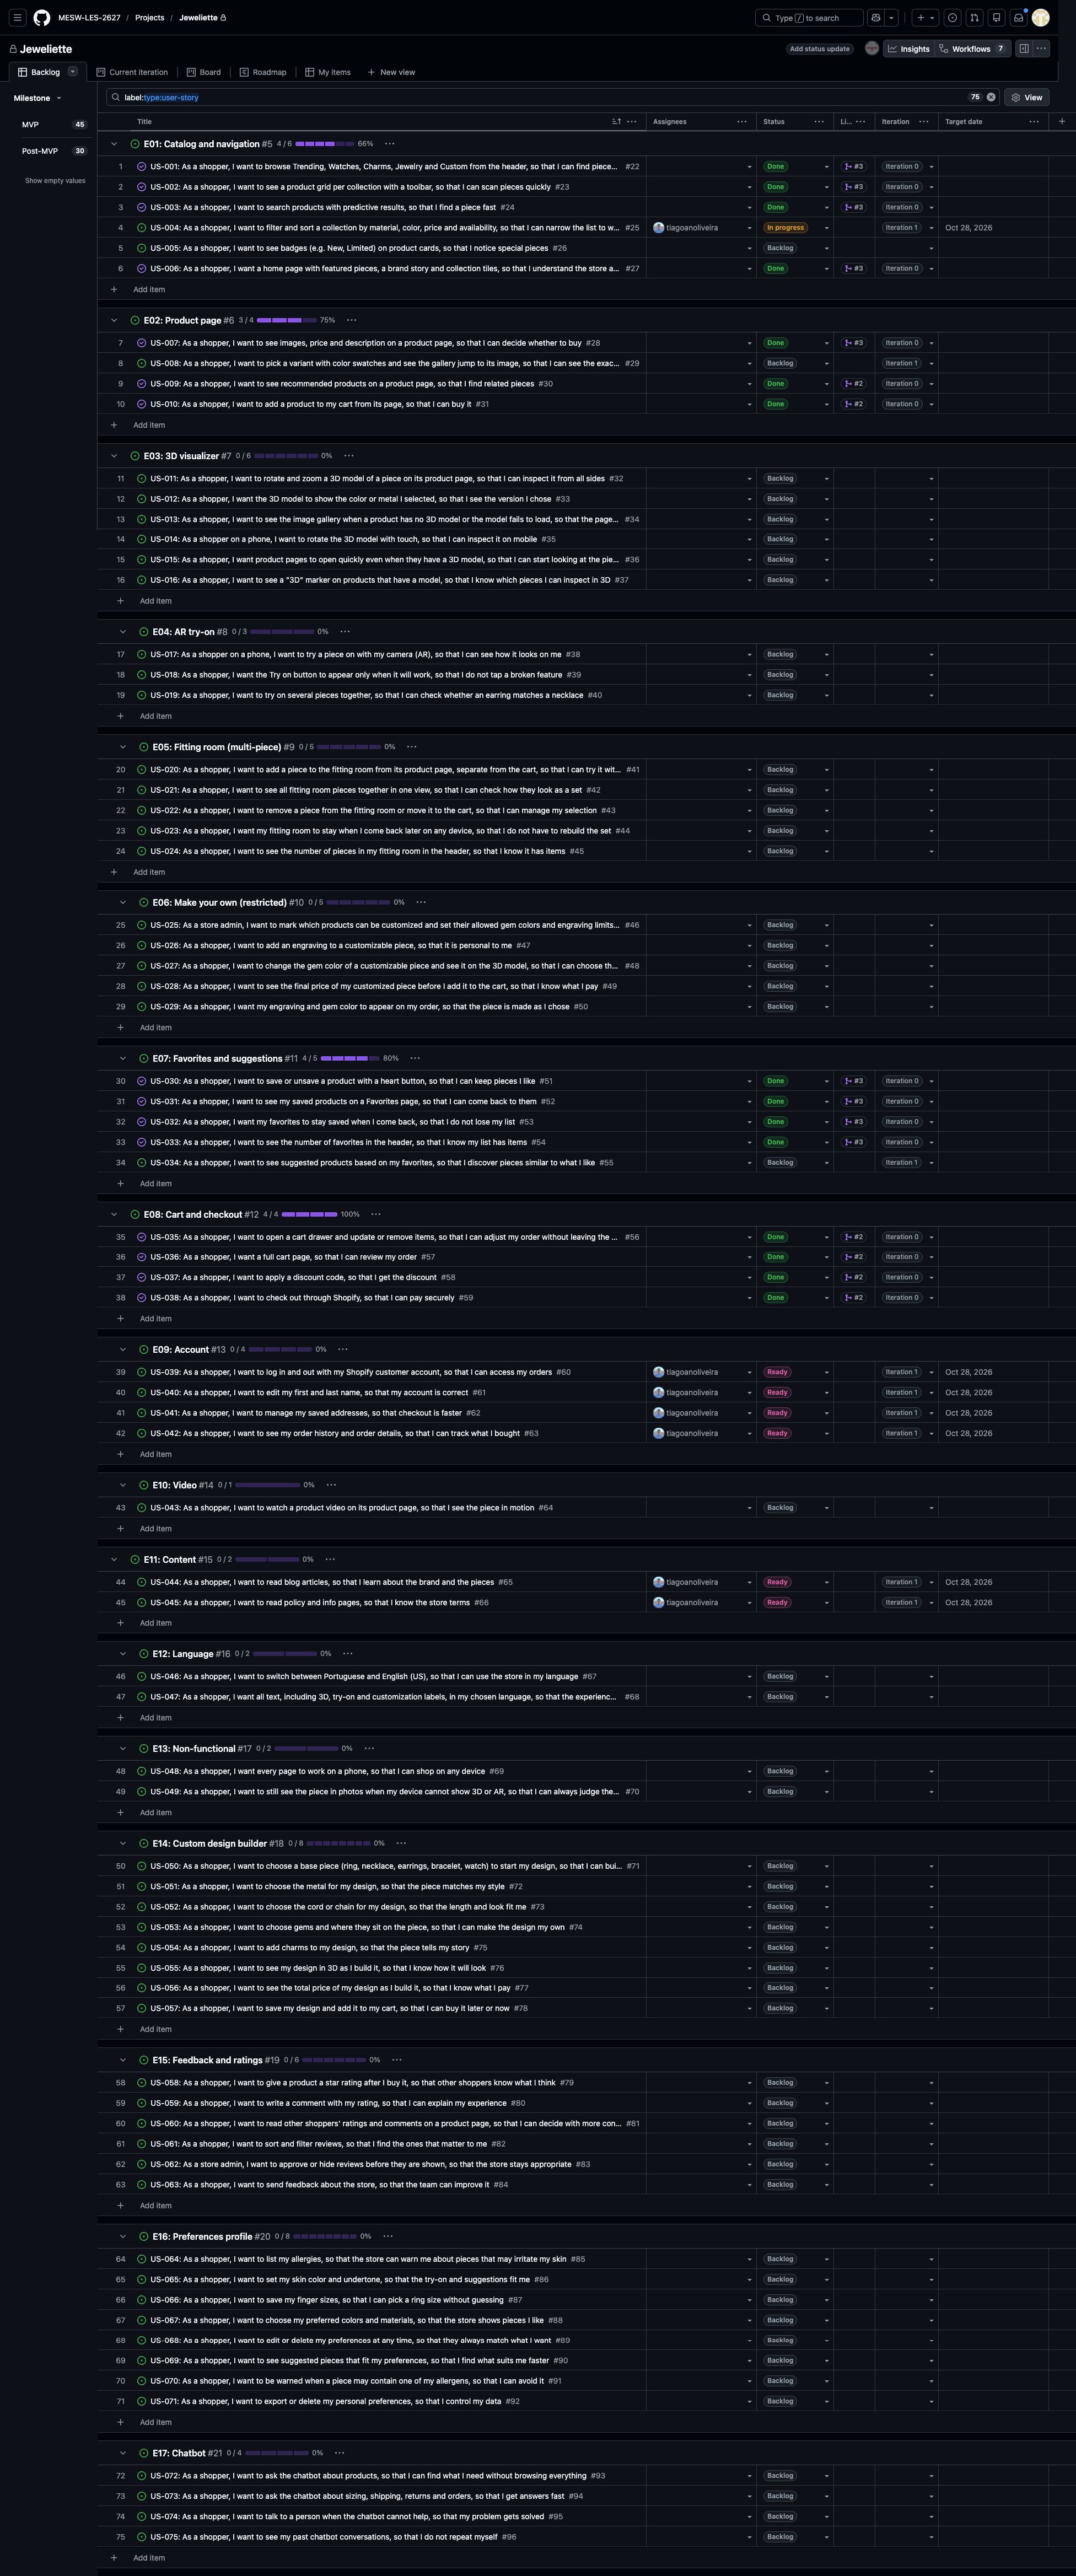 MESW-LES-2627 / Projects / Jeweliette
Type / to search
Jeweliette
Add status update
Insights
Workflows 7
Backlog
Current iteration
Board
Roadmap
My items
+ New view
Milestone
MVP 45
Post-MVP 30
Show empty values
label:type:user-story
75
View
Title Assignees Status Li... Iteration Target date
E01: Catalog and navigation #5 4 / 6 66%
1 US-001: As a shopper, I want to browse Trending, Watches, Charms, Jewelry and Custom from the header, so that I can find piece... #22 Done #3 Iteration 0
2 US-002: As a shopper, I want to see a product grid per collection with a toolbar, so that I can scan pieces quickly #23 Done #3 Iteration 0
3 US-003: As a shopper, I want to search products with predictive results, so that I find a piece fast #24 Done #3 Iteration 0
4 US-004: As a shopper, I want to filter and sort a collection by material, color, price and availability, so that I can narrow the list to w... #25 tiagoanoliveira In progress Iteration 1 Oct 28, 2026
5 US-005: As a shopper, I want to see badges (e.g. New, Limited) on product cards, so that I notice special pieces #26 Backlog
6 US-006: As a shopper, I want a home page with featured pieces, a brand story and collection tiles, so that I understand the store a... #27 Done #3 Iteration 0
Add item
E02: Product page #6 3 / 4 75%
7 US-007: As a shopper, I want to see images, price and description on a product page, so that I can decide whether to buy #28 Done #3 Iteration 0
8 US-008: As a shopper, I want to pick a variant with color swatches and see the gallery jump to its image, so that I can see the exac... #29 Backlog Iteration 1
9 US-009: As a shopper, I want to see recommended products on a product page, so that I find related pieces #30 Done #2 Iteration 0
10 US-010: As a shopper, I want to add a product to my cart from its page, so that I can buy it #31 Done #2 Iteration 0
Add item
E03: 3D visualizer #7 0 / 6 0%
11 US-011: As a shopper, I want to rotate and zoom a 3D model of a piece on its product page, so that I can inspect it from all sides #32 Backlog
12 US-012: As a shopper, I want the 3D model to show the color or metal I selected, so that I see the version I chose #33 Backlog
13 US-013: As a shopper, I want to see the image gallery when a product has no 3D model or the model fails to load, so that the page... #34 Backlog
14 US-014: As a shopper on a phone, I want to rotate the 3D model with touch, so that I can inspect it on mobile #35 Backlog
15 US-015: As a shopper, I want product pages to open quickly even when they have a 3D model, so that I can start looking at the pie... #36 Backlog
16 US-016: As a shopper, I want to see a "3D" marker on products that have a model, so that I know which pieces I can inspect in 3D #37 Backlog
Add item
E04: AR try-on #8 0 / 3 0%
17 US-017: As a shopper on a phone, I want to try a piece on with my camera (AR), so that I can see how it looks on me #38 Backlog
18 US-018: As a shopper, I want the Try on button to appear only when it will work, so that I do not tap a broken feature #39 Backlog
19 US-019: As a shopper, I want to try on several pieces together, so that I can check whether an earring matches a necklace #40 Backlog
Add item
E05: Fitting room (multi-piece) #9 0 / 5 0%
20 US-020: As a shopper, I want to add a piece to the fitting room from its product page, separate from the cart, so that I can try it wit... #41 Backlog
21 US-021: As a shopper, I want to see all fitting room pieces together in one view, so that I can check how they look as a set #42 Backlog
22 US-022: As a shopper, I want to remove a piece from the fitting room or move it to the cart, so that I can manage my selection #43 Backlog
23 US-023: As a shopper, I want my fitting room to stay when I come back later on any device, so that I do not have to rebuild the set #44 Backlog
24 US-024: As a shopper, I want to see the number of pieces in my fitting room in the header, so that I know it has items #45 Backlog
Add item
E06: Make your own (restricted) #10 0 / 5 0%
25 US-025: As a store admin, I want to mark which products can be customized and set their allowed gem colors and engraving limits... #46 Backlog
26 US-026: As a shopper, I want to add an engraving to a customizable piece, so that it is personal to me #47 Backlog
27 US-027: As a shopper, I want to change the gem color of a customizable piece and see it on the 3D model, so that I can choose th... #48 Backlog
28 US-028: As a shopper, I want to see the final price of my customized piece before I add it to the cart, so that I know what I pay #49 Backlog
29 US-029: As a shopper, I want my engraving and gem color to appear on my order, so that the piece is made as I chose #50 Backlog
Add item
E07: Favorites and suggestions #11 4 / 5 80%
30 US-030: As a shopper, I want to save or unsave a product with a heart button, so that I can keep pieces I like #51 Done #3 Iteration 0
31 US-031: As a shopper, I want to see my saved products on a Favorites page, so that I can come back to them #52 Done #3 Iteration 0
32 US-032: As a shopper, I want my favorites to stay saved when I come back, so that I do not lose my list #53 Done #3 Iteration 0
33 US-033: As a shopper, I want to see the number of favorites in the header, so that I know my list has items #54 Done #3 Iteration 0
34 US-034: As a shopper, I want to see suggested products based on my favorites, so that I discover pieces similar to what I like #55 Backlog Iteration 1
Add item
E08: Cart and checkout #12 4 / 4 100%
35 US-035: As a shopper, I want to open a cart drawer and update or remove items, so that I can adjust my order without leaving the ... #56 Done #2 Iteration 0
36 US-036: As a shopper, I want a full cart page, so that I can review my order #57 Done #2 Iteration 0
37 US-037: As a shopper, I want to apply a discount code, so that I get the discount #58 Done #2 Iteration 0
38 US-038: As a shopper, I want to check out through Shopify, so that I can pay securely #59 Done #2 Iteration 0
Add item
E09: Account #13 0 / 4 0%
39 US-039: As a shopper, I want to log in and out with my Shopify customer account, so that I can access my orders #60 tiagoanoliveira Ready Iteration 1 Oct 28, 2026
40 US-040: As a shopper, I want to edit my first and last name, so that my account is correct #61 tiagoanoliveira Ready Iteration 1 Oct 28, 2026
41 US-041: As a shopper, I want to manage my saved addresses, so that checkout is faster #62 tiagoanoliveira Ready Iteration 1 Oct 28, 2026
42 US-042: As a shopper, I want to see my order history and order details, so that I can track what I bought #63 tiagoanoliveira Ready Iteration 1 Oct 28, 2026
Add item
E10: Video #14 0 / 1 0%
43 US-043: As a shopper, I want to watch a product video on its product page, so that I see the piece in motion #64 Backlog
Add item
E11: Content #15 0 / 2 0%
44 US-044: As a shopper, I want to read blog articles, so that I learn about the brand and the pieces #65 tiagoanoliveira Ready Iteration 1 Oct 28, 2026
45 US-045: As a shopper, I want to read policy and info pages, so that I know the store terms #66 tiagoanoliveira Ready Iteration 1 Oct 28, 2026
Add item
E12: Language #16 0 / 2 0%
46 US-046: As a shopper, I want to switch between Portuguese and English (US), so that I can use the store in my language #67 Backlog
47 US-047: As a shopper, I want all text, including 3D, try-on and customization labels, in my chosen language, so that the experienc... #68 Backlog
Add item
E13: Non-functional #17 0 / 2 0%
48 US-048: As a shopper, I want every page to work on a phone, so that I can shop on any device #69 Backlog
49 US-049: As a shopper, I want to still see the piece in photos when my device cannot show 3D or AR, so that I can always judge the... #70 Backlog
Add item
E14: Custom design builder #18 0 / 8 0%
50 US-050: As a shopper, I want to choose a base piece (ring, necklace, earrings, bracelet, watch) to start my design, so that I can bui... #71 Backlog
51 US-051: As a shopper, I want to choose the metal for my design, so that the piece matches my style #72 Backlog
52 US-052: As a shopper, I want to choose the cord or chain for my design, so that the length and look fit me #73 Backlog
53 US-053: As a shopper, I want to choose gems and where they sit on the piece, so that I can make the design my own #74 Backlog
54 US-054: As a shopper, I want to add charms to my design, so that the piece tells my story #75 Backlog
55 US-055: As a shopper, I want to see my design in 3D as I build it, so that I know how it will look #76 Backlog
56 US-056: As a shopper, I want to see the total price of my design as I build it, so that I know what I pay #77 Backlog
57 US-057: As a shopper, I want to save my design and add it to my cart, so that I can buy it later or now #78 Backlog
Add item
E15: Feedback and ratings #19 0 / 6 0%
58 US-058: As a shopper, I want to give a product a star rating after I buy it, so that other shoppers know what I think #79 Backlog
59 US-059: As a shopper, I want to write a comment with my rating, so that I can explain my experience #80 Backlog
60 US-060: As a shopper, I want to read other shoppers' ratings and comments on a product page, so that I can decide with more con... #81 Backlog
61 US-061: As a shopper, I want to sort and filter reviews, so that I find the ones that matter to me #82 Backlog
62 US-062: As a store admin, I want to approve or hide reviews before they are shown, so that the store stays appropriate #83 Backlog
63 US-063: As a shopper, I want to send feedback about the store, so that the team can improve it #84 Backlog
Add item
E16: Preferences profile #20 0 / 8 0%
64 US-064: As a shopper, I want to list my allergies, so that the store can warn me about pieces that may irritate my skin #85 Backlog
65 US-065: As a shopper, I want to set my skin color and undertone, so that the try-on and suggestions fit me #86 Backlog
66 US-066: As a shopper, I want to save my finger sizes, so that I can pick a ring size without guessing #87 Backlog
67 US-067: As a shopper, I want to choose my preferred colors and materials, so that the store shows pieces I like #88 Backlog
68 US-068: As a shopper, I want to edit or delete my preferences at any time, so that they always match what I want #89 Backlog
69 US-069: As a shopper, I want to see suggested pieces that fit my preferences, so that I find what suits me faster #90 Backlog
70 US-070: As a shopper, I want to be warned when a piece may contain one of my allergens, so that I can avoid it #91 Backlog
71 US-071: As a shopper, I want to export or delete my personal preferences, so that I control my data #92 Backlog
Add item
E17: Chatbot #21 0 / 4 0%
72 US-072: As a shopper, I want to ask the chatbot about products, so that I can find what I need without browsing everything #93 Backlog
73 US-073: As a shopper, I want to ask the chatbot about sizing, shipping, returns and orders, so that I get answers fast #94 Backlog
74 US-074: As a shopper, I want to talk to a person when the chatbot cannot help, so that my problem gets solved #95 Backlog
75 US-075: As a shopper, I want to see my past chatbot conversations, so that I do not repeat myself #96 Backlog
Add item